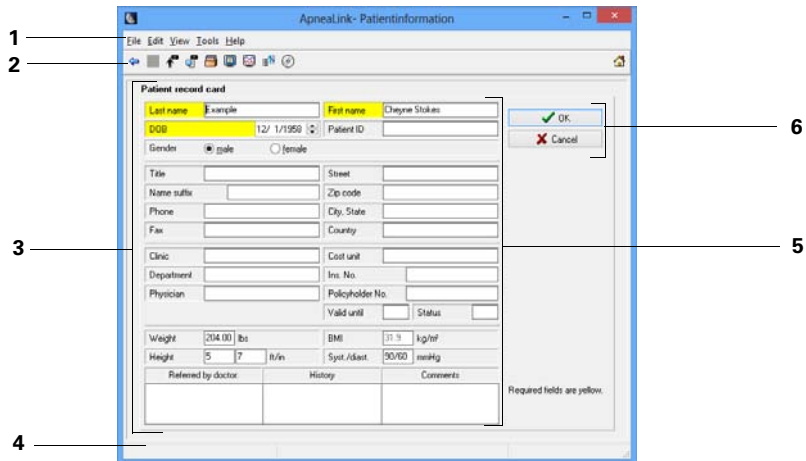 ApneaLink- Patientinformation
1
File Edit View Tools Help
2
Patient record card
Last name Example First name Cheyne Stokes
OK
6
DOB 12/ 1/1958 Patient ID
Cancel
Gender male female
Title Street
Name suffix Zip code
Phone City, State
Fax Country
3
5
Clinic Cost unit
Department Ins. No.
Physician Policyholder No.
Valid until Status
Weight 204.00 lbs BMI 31.9 kg/m²
Height 5 7 ft/in Syst./diast. 90/60 mmHg
Referred by doctor. History Comments
Required fields are yellow.
4